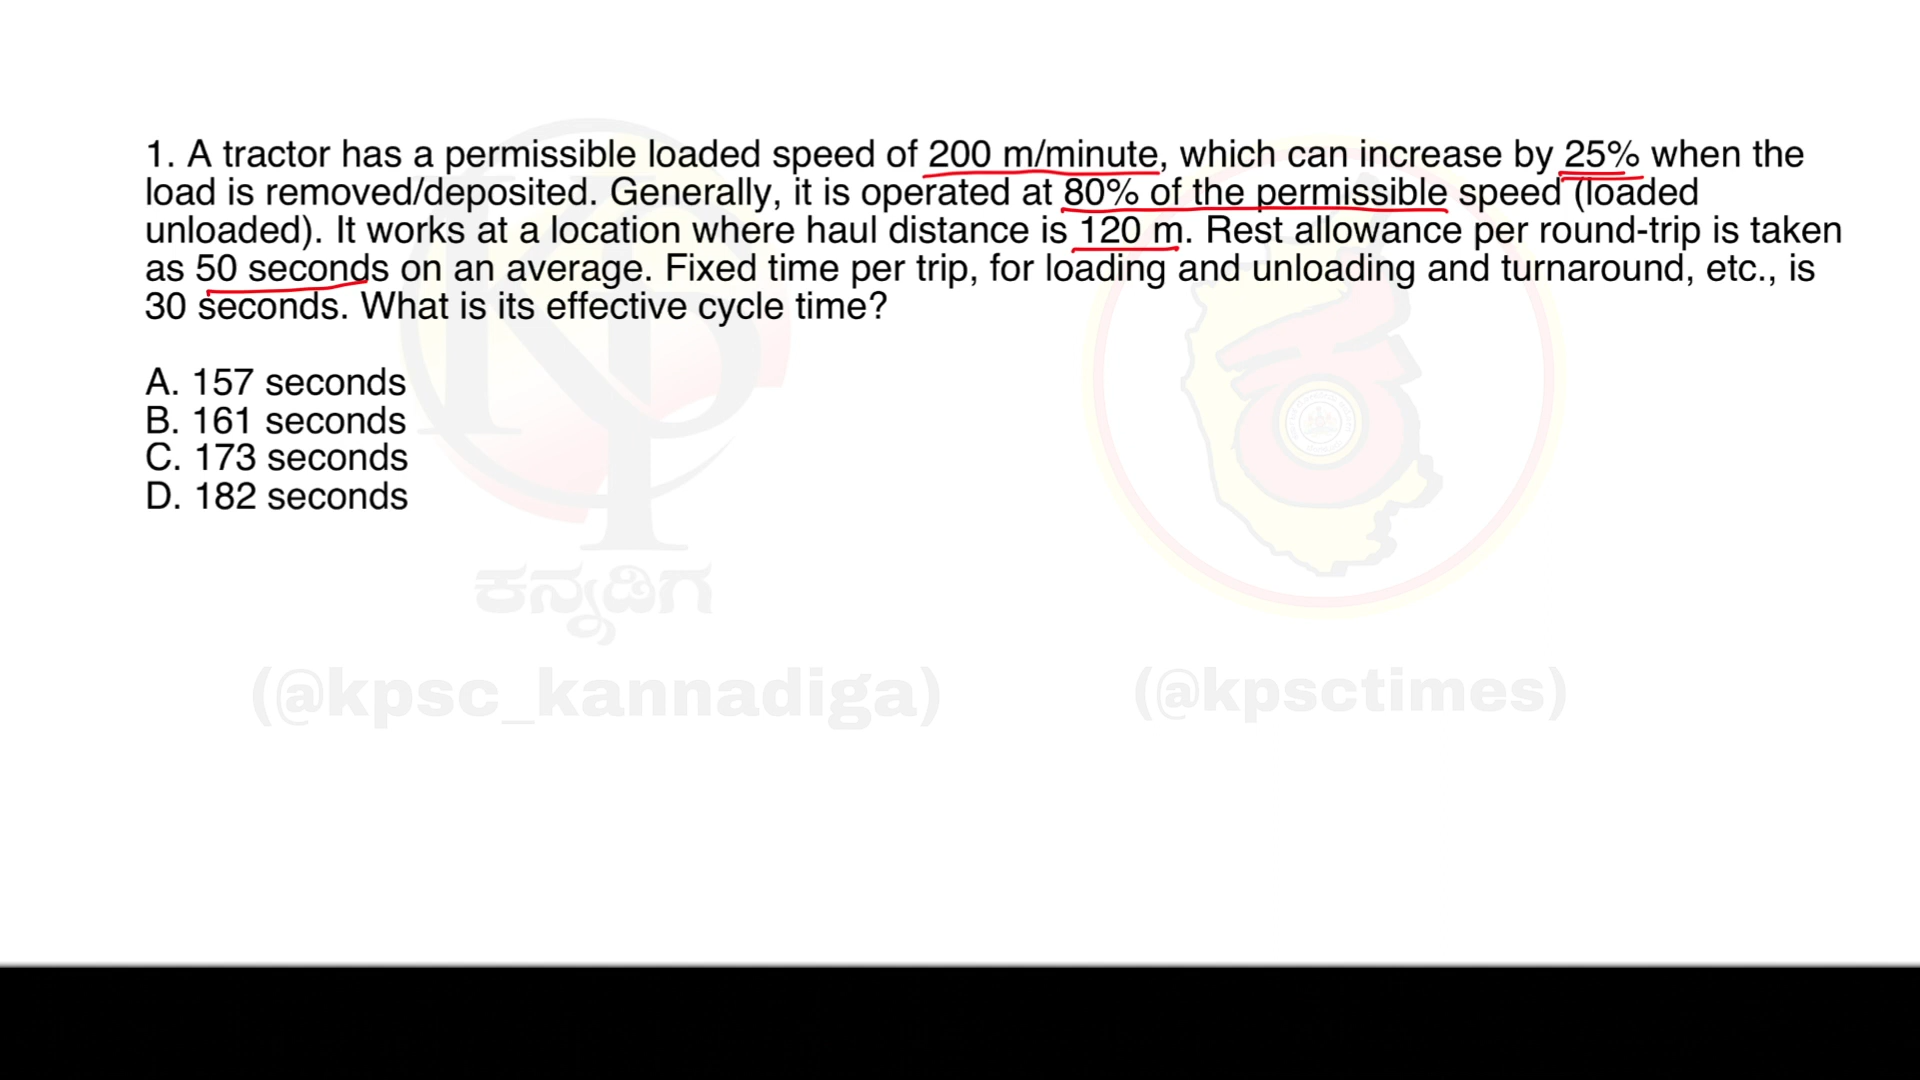 1. A tractor has a permissible loaded speed of 200 m/minute, which can increase by 25% when the
load is removed/deposited. Generally, it is operated at 80% of the permissible speed (loaded
unloaded). It works at a location where haul distance is 120 m. Rest allowance per round-trip is taken
as 50 seconds on an average. Fixed time per trip, for loading and unloading and turnaround, etc., is
30 seconds. What is its effective cycle time?
A. 157 seconds
B. 161 seconds
C. 173 seconds
D. 182 seconds
ಕನ್ನಡಿಗ
(@kpsc_kannadiga)
(@kpsctimes)